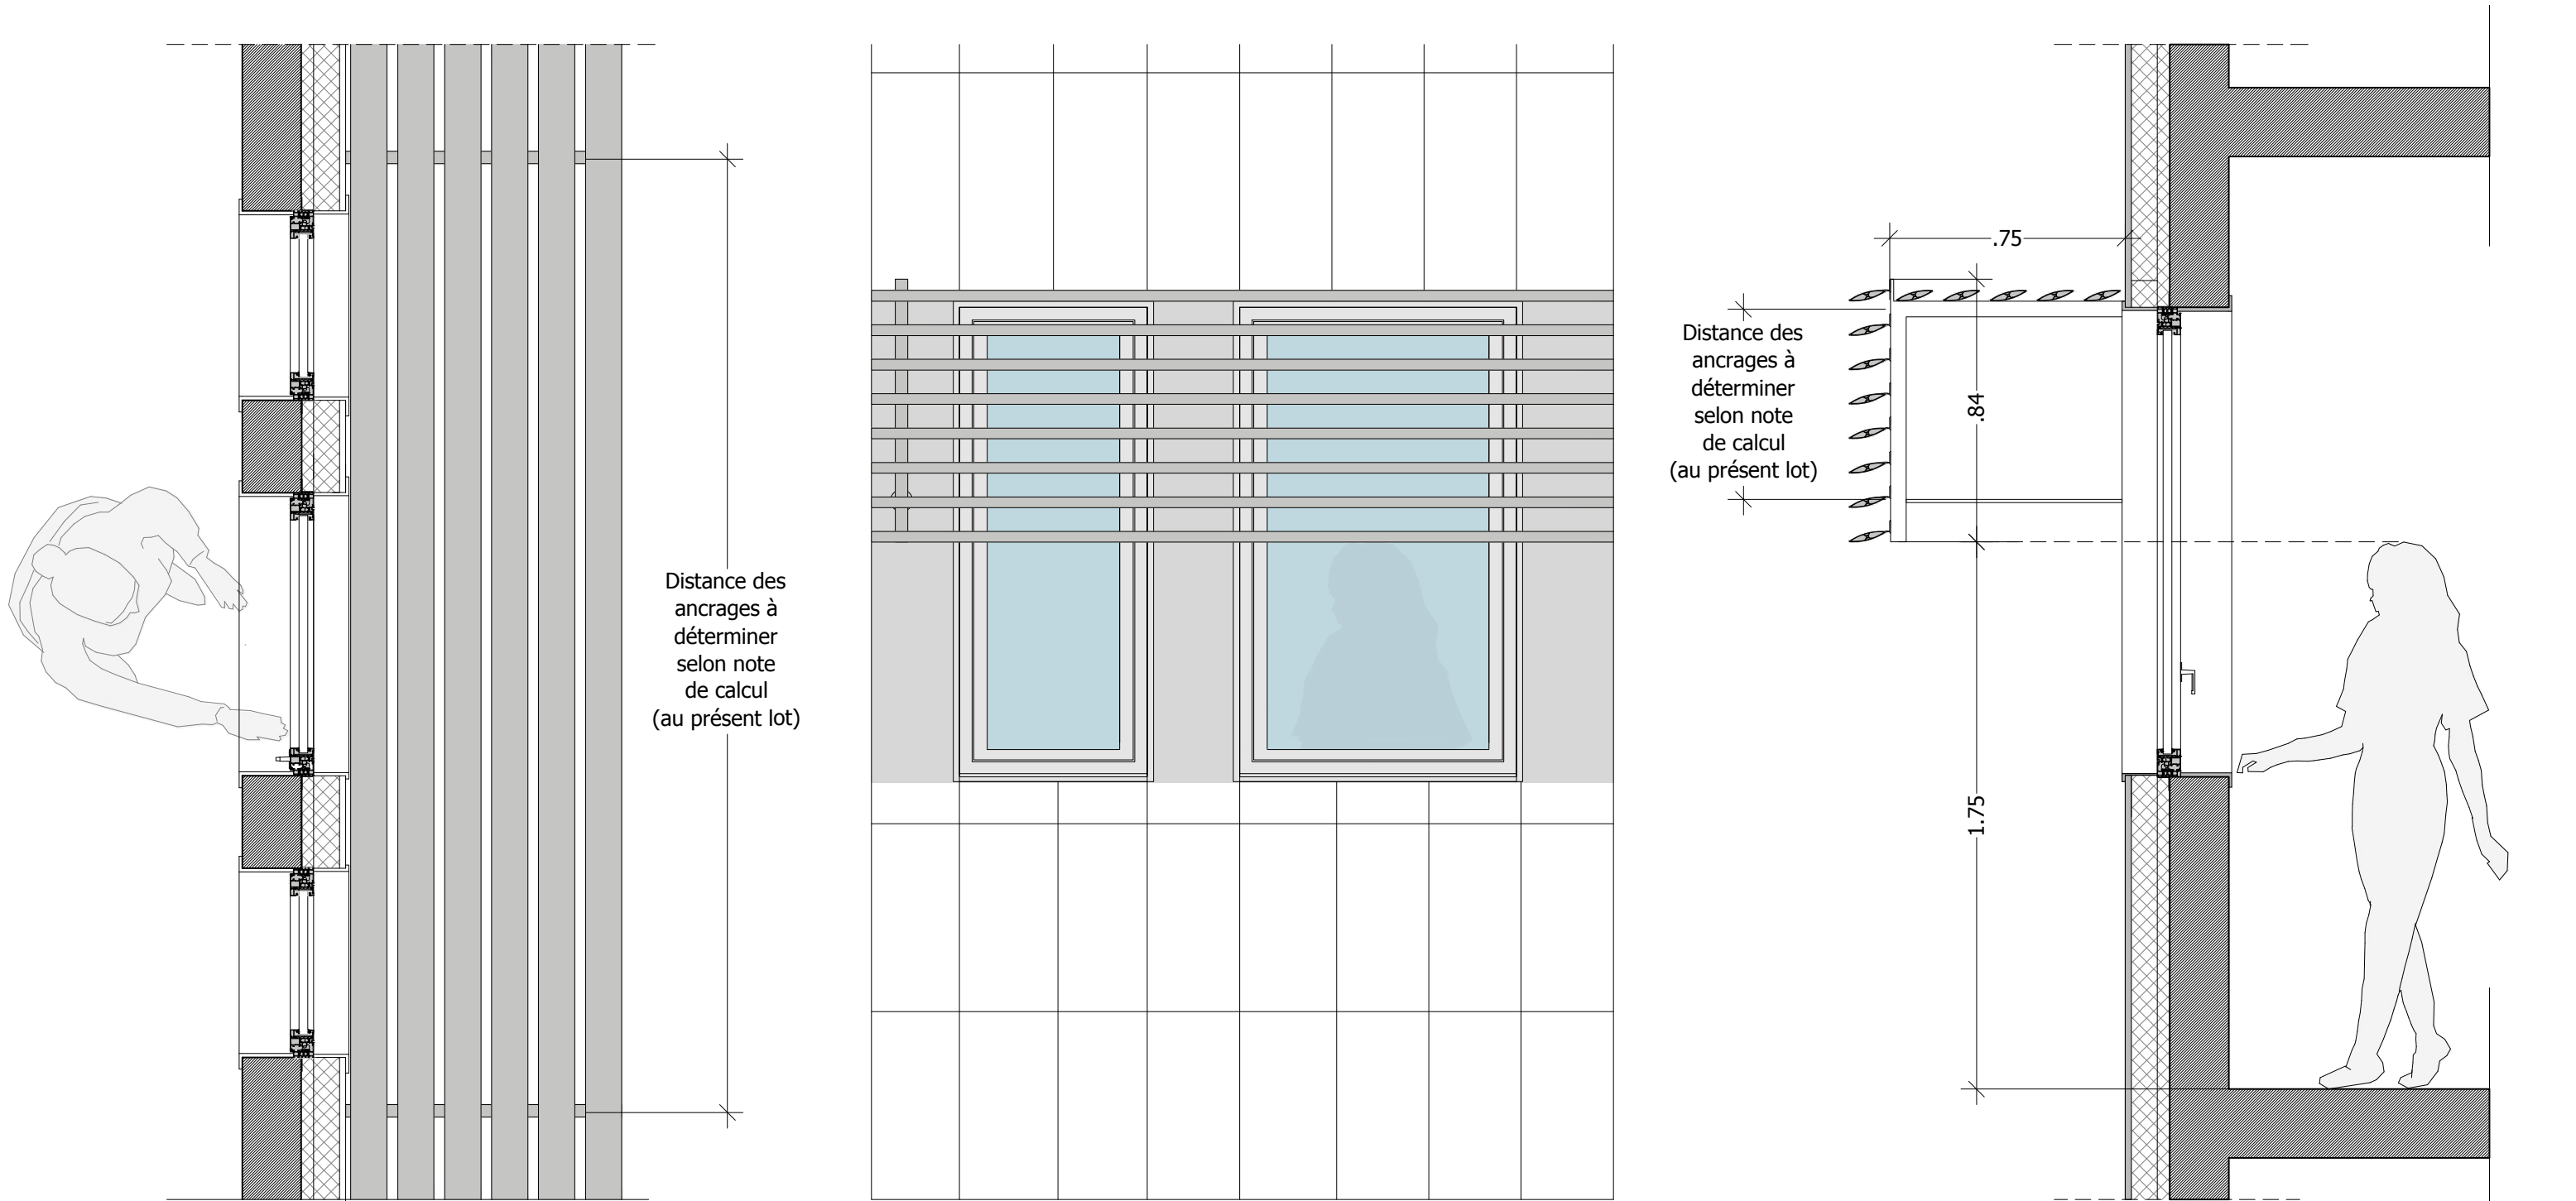 Distance des
ancrages à
déterminer
selon note
de calcul
(au présent lot)
.75
Distance des
ancrages à
déterminer
selon note
de calcul
(au présent lot)
.84
1.75